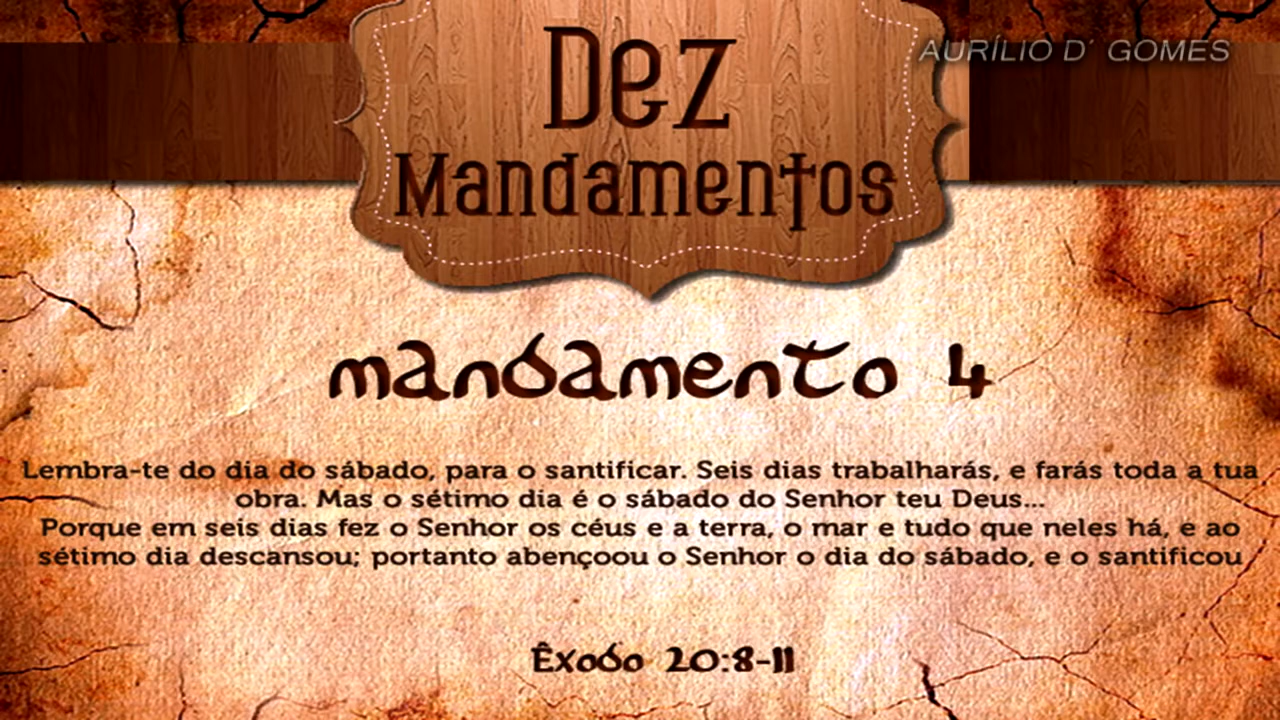 Dez
Mandamentos
AURÍLIO D´ GOMES
mandamento 4
Lembra-te do dia do sábado, para o santificar. Seis dias trabalharás, e farás toda a tua
obra. Mas o sétimo dia é o sábado do Senhor teu Deus...
Porque em seis dias fez o Senhor os céus e a terra, o mar e tudo que neles há, e ao
sétimo dia descansou; portanto abençoou o Senhor o dia do sábado, e o santificou
Êxodo 20:8-11